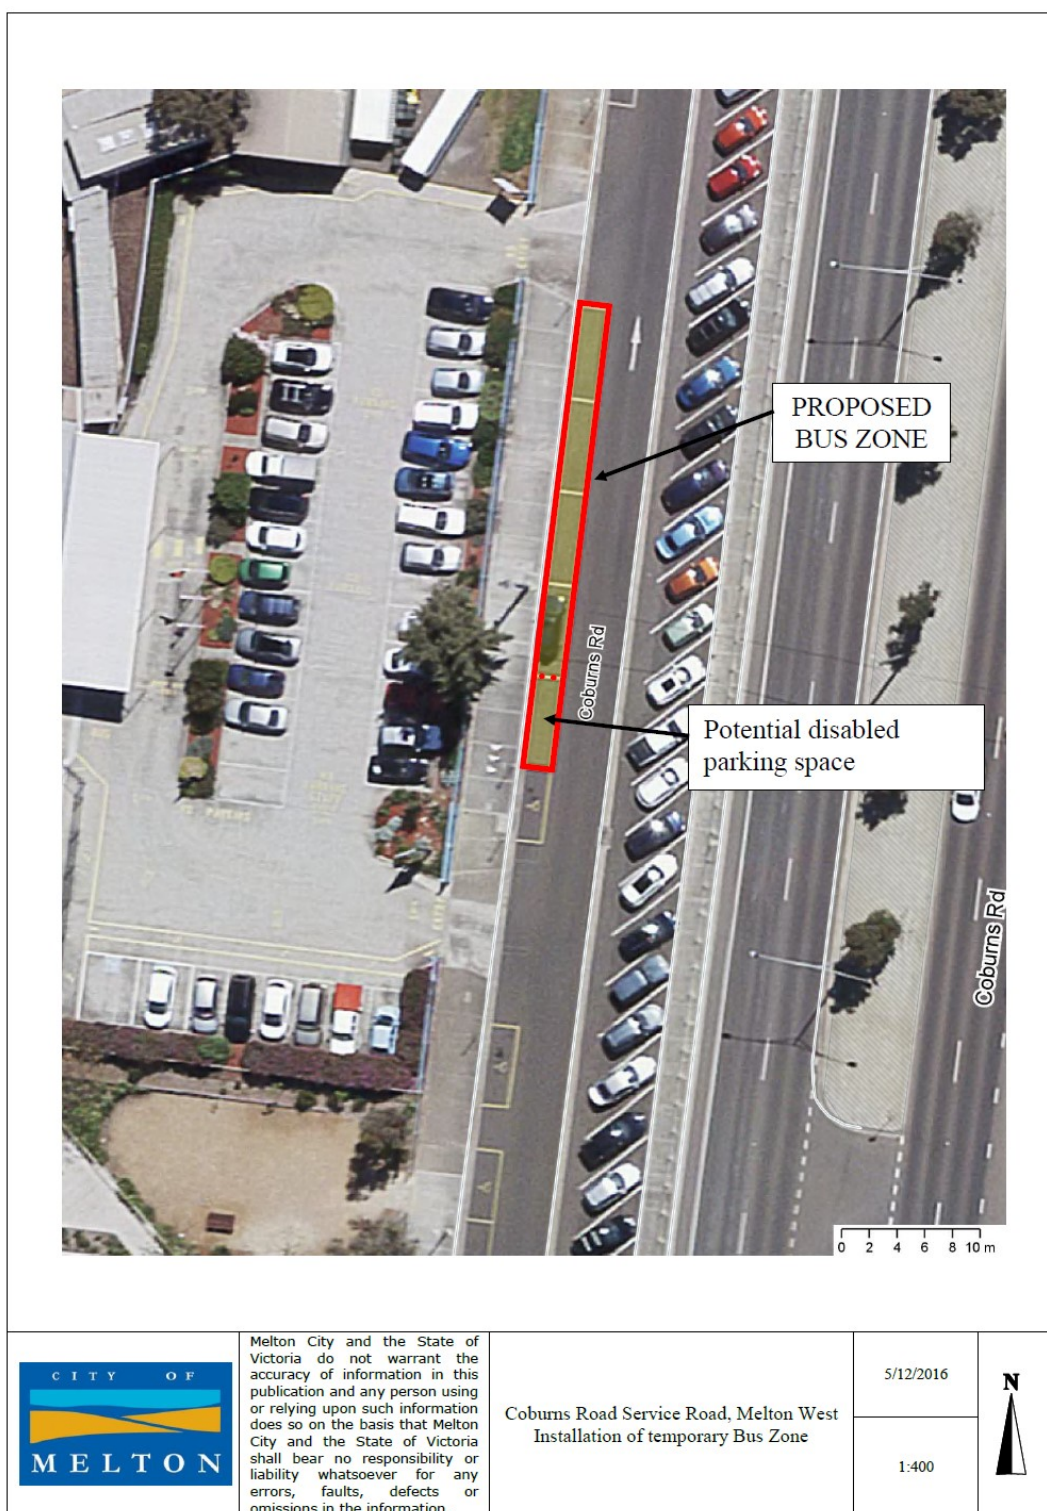 PROPOSED
BUS ZONE
Coburns Rd
Potential disabled
parking space
Coburns Rd
0 2 4 6 8 10 m
CITY OF
MELTON
Melton City and the State of
Victoria do not warrant the
accuracy of information in this
publication and any person using
or relying upon such information
does so on the basis that Melton
City and the State of Victoria
shall bear no responsibility or
liability whatsoever for any
errors, faults, defects or
omissions in the information
Coburns Road Service Road, Melton West
Installation of temporary Bus Zone
5/12/2016
1:400
N